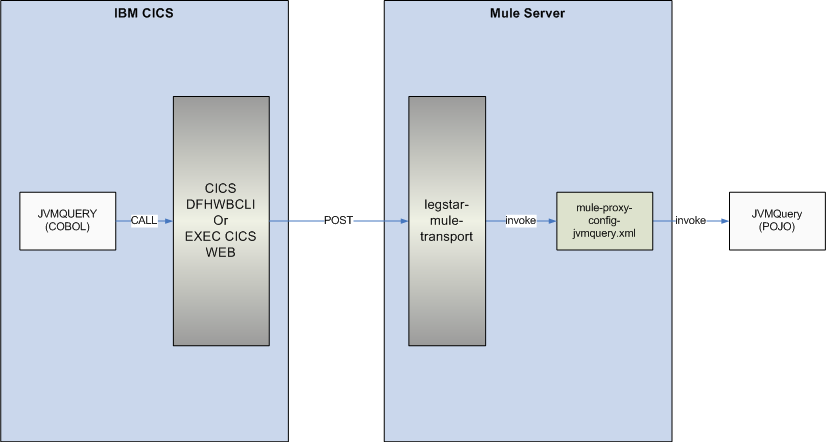 IBM CICS
Mule Server
JVMQUERY
(COBOL)
CALL
CICS
DFHWBCLI
Or
EXEC CICS
WEB
POST
legstar-
mule-
transport
invoke
mule-proxy-
config-
jvmquery.xml
invoke
JVMQuery
(POJO)